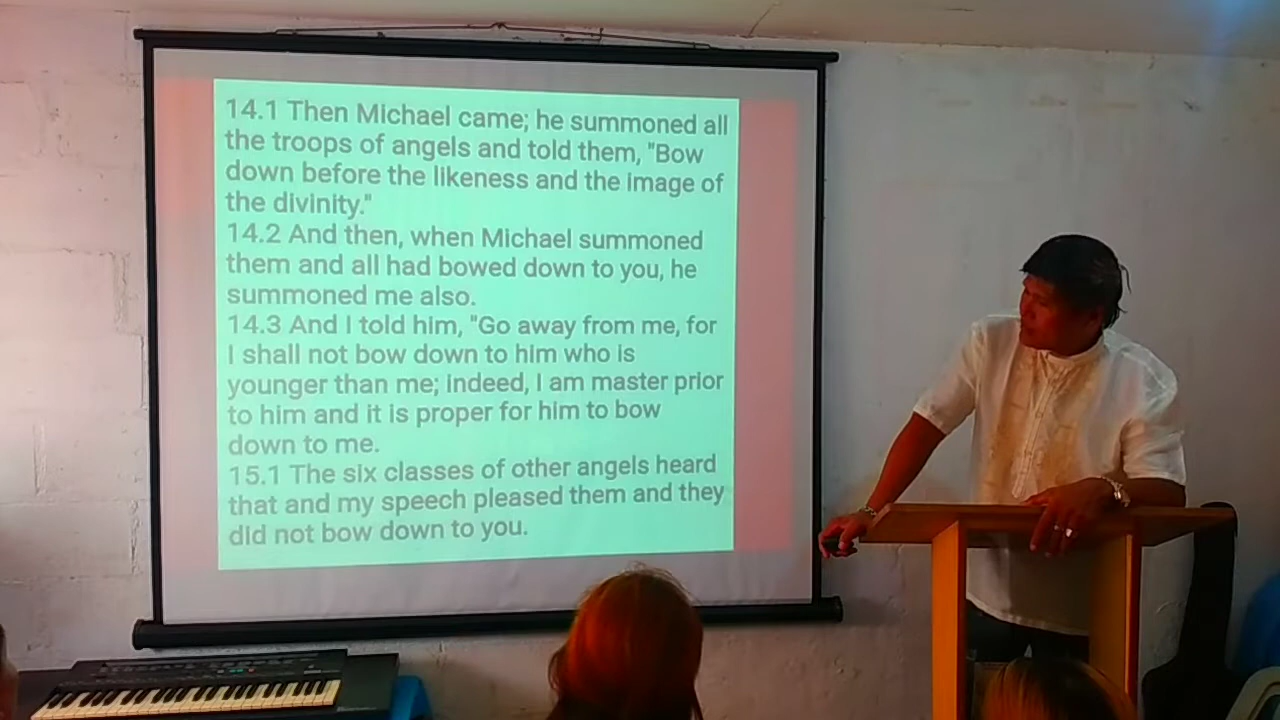 14.1 Then Michael came; he summoned all
the troops of angels and told them, "Bow
down before the likeness and the image of
the divinity."
14.2 And then, when Michael summoned
them and all had bowed down to you, he
summoned me also.
14.3 And I told him, "Go away from me, for
I shall not bow down to him who is
younger than me; indeed, I am master prior
to him and it is proper for him to bow
down to me.
15.1 The six classes of other angels heard
that and my speech pleased them and they
did not bow down to you.